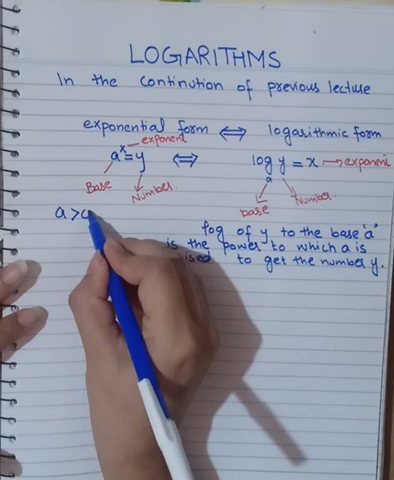 LOGARITHMS
In the continution of previous lecture
exponential form ⇔ logarithmic form
exponent
aˣ = y ⇔ logₐ y = x → exponent
Base Number. base Number
a >
log of y to the base 'a'
is the power to which a is
to get the number y.